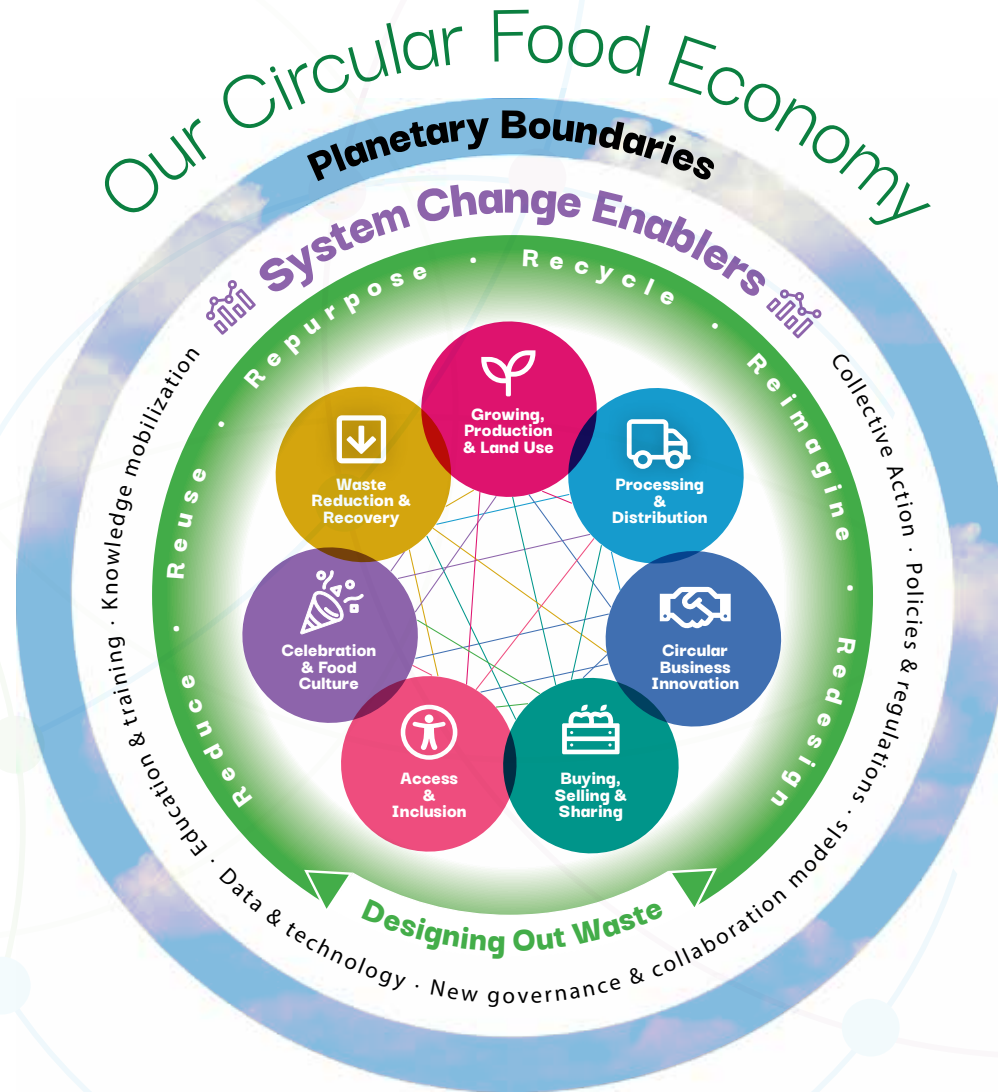 Our Circular Food Economy
Planetary Boundaries
System Change Enablers
Reduce · Reuse · Repurpose · Recycle · Reimagine · Redesign
Growing,
Production
& Land Use
Waste
Reduction &
Recovery
Processing
&
Distribution
Celebration
& Food
Culture
Circular
Business
Innovation
Access
&
Inclusion
Buying,
Selling &
Sharing
Designing Out Waste
Collective Action · Policies & regulations · New governance & collaboration models · Data & technology · Education & training · Knowledge mobilization